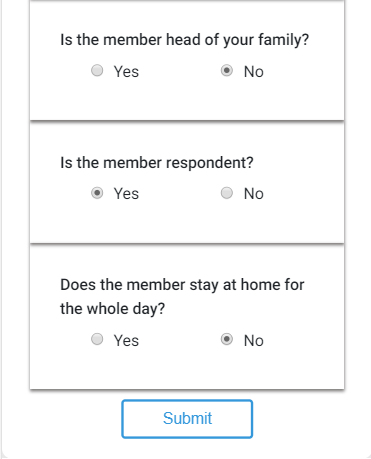 Is the member head of your family?
Yes No
Is the member respondent?
Yes No
Does the member stay at home for
the whole day?
Yes No
Submit